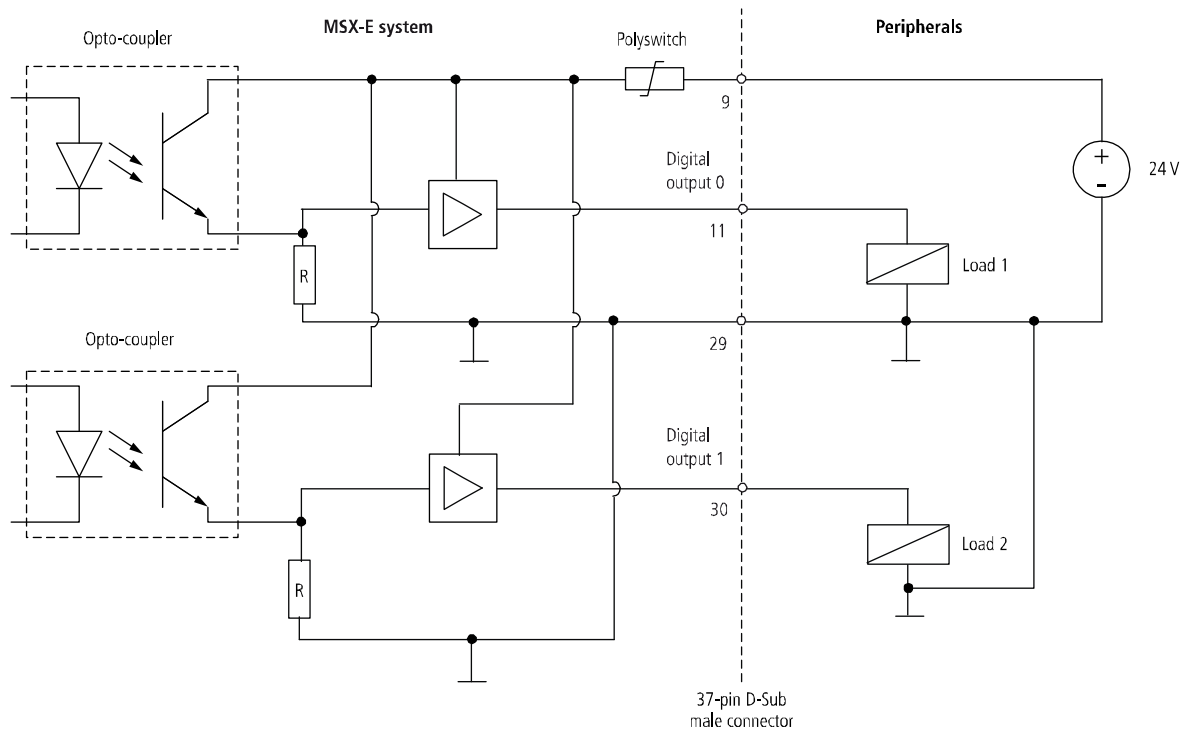 MSX-E system
Peripherals
Opto-coupler
Polyswitch
9
+
-
24 V
Digital
output 0
11
R
Load 1
29
Opto-coupler
Digital
output 1
30
R
Load 2
37-pin D-Sub
male connector